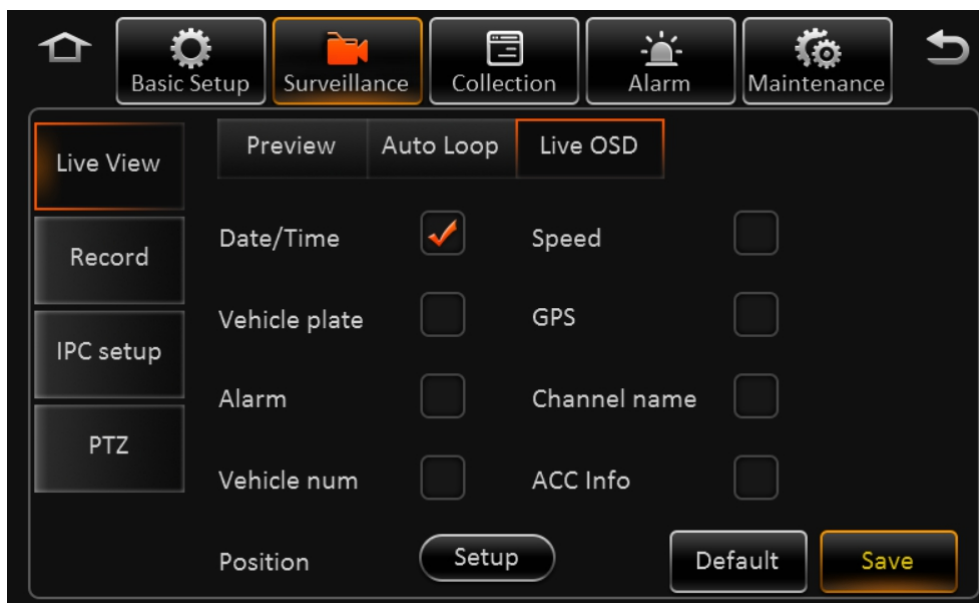 Basic Setup Surveillance Collection Alarm Maintenance
Live View Preview Auto Loop Live OSD
Date/Time Speed
Record
Vehicle plate GPS
IPC setup
Alarm Channel name
PTZ
Vehicle num ACC Info
Position Setup Default Save